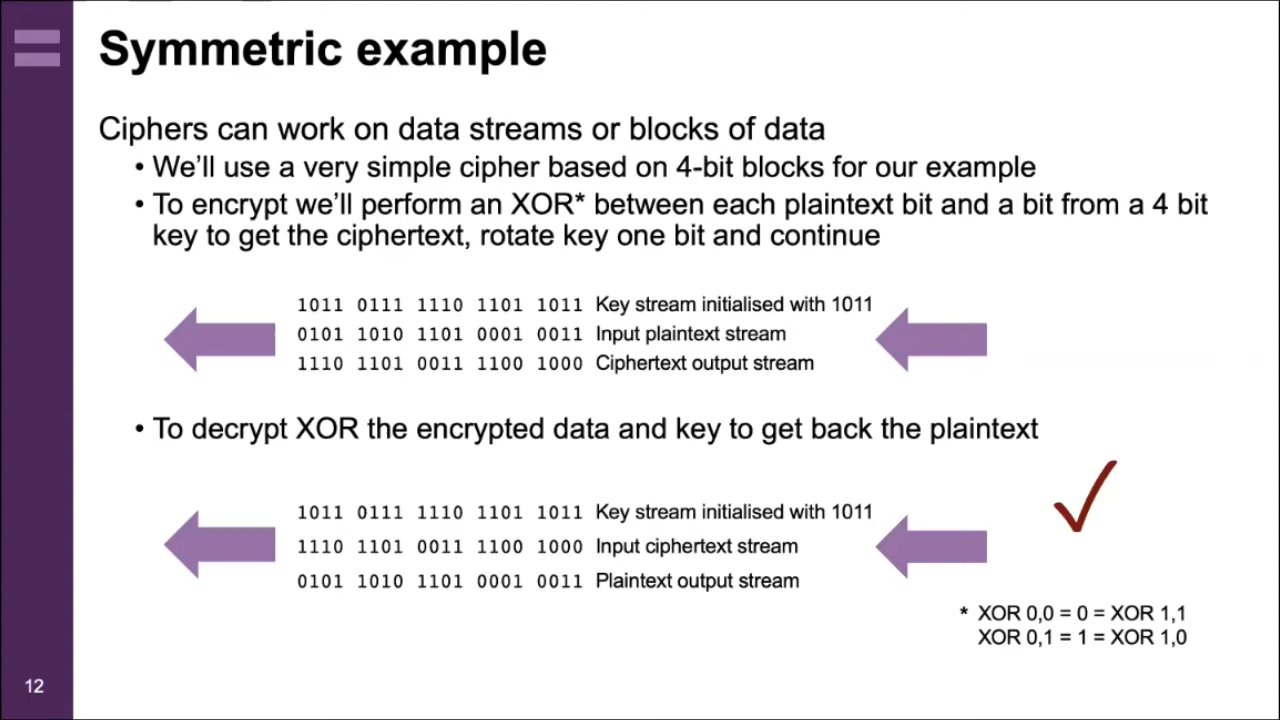 Symmetric example
Ciphers can work on data streams or blocks of data
• We’ll use a very simple cipher based on 4-bit blocks for our example
• To encrypt we’ll perform an XOR* between each plaintext bit and a bit from a 4 bit
key to get the ciphertext, rotate key one bit and continue
1011 0111 1110 1101 1011 Key stream initialised with 1011
0101 1010 1101 0001 0011 Input plaintext stream
1110 1101 0011 1100 1000 Ciphertext output stream
• To decrypt XOR the encrypted data and key to get back the plaintext
1011 0111 1110 1101 1011 Key stream initialised with 1011
1110 1101 0011 1100 1000 Input ciphertext stream
0101 1010 1101 0001 0011 Plaintext output stream
* XOR 0,0 = 0 = XOR 1,1
XOR 0,1 = 1 = XOR 1,0
12